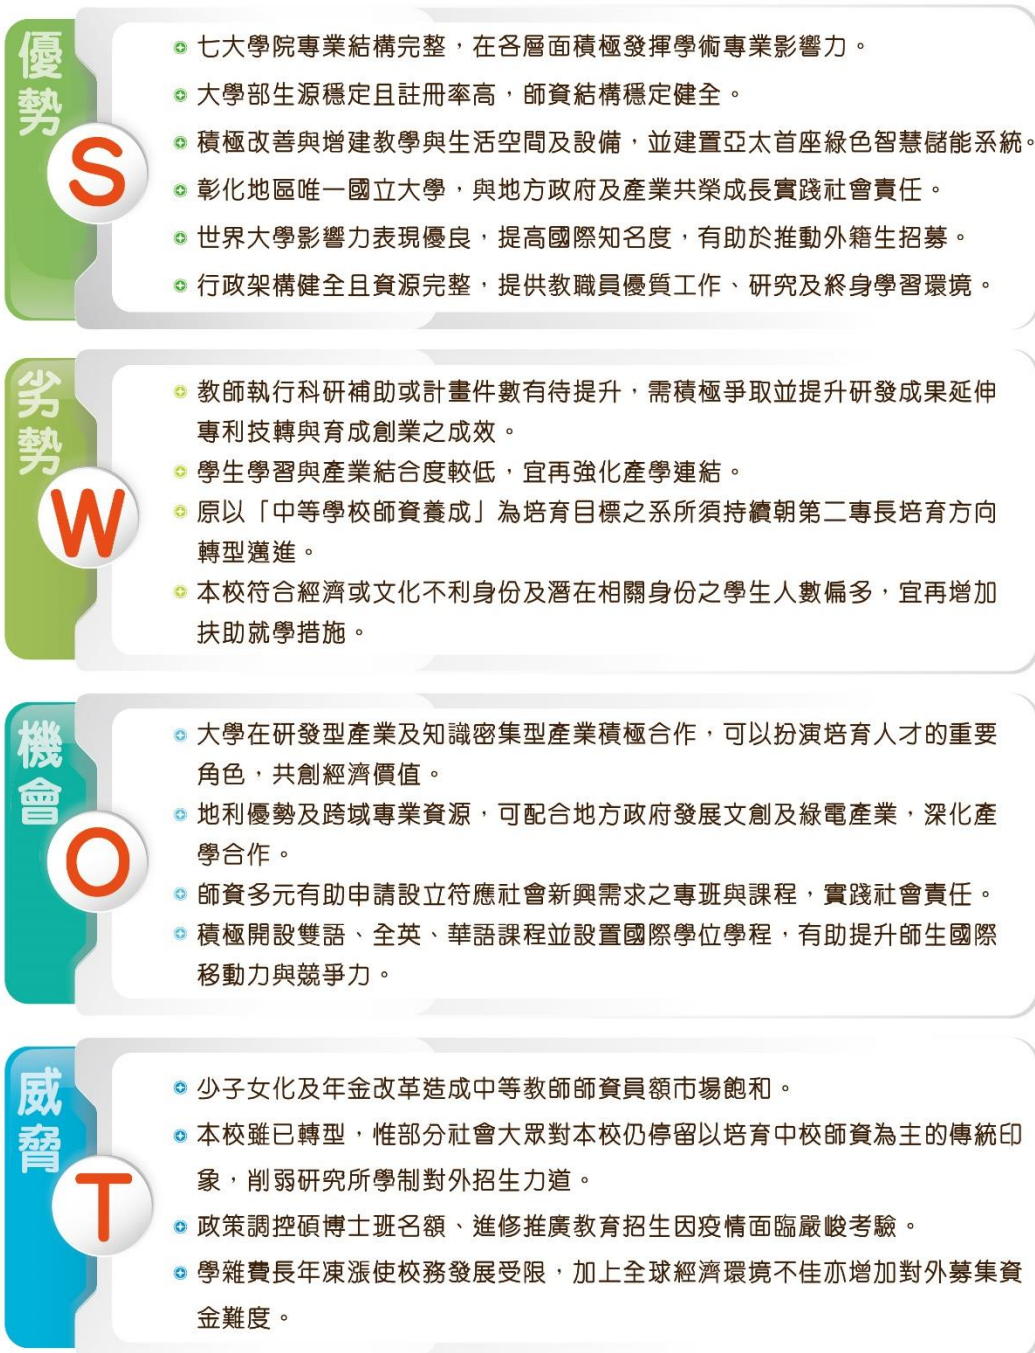 優勢
S
七大學院專業結構完整，在各層面積極發揮學術專業影響力。
大學部生源穩定且註冊率高，師資結構穩定健全。
積極改善與增建教學與生活空間及設備，並建置亞太首座綠色智慧儲能系統。
彰化地區唯一國立大學，與地方政府及產業共榮成長實踐社會責任。
世界大學影響力表現優良，提高國際知名度，有助於推動外籍生招募。
行政架構健全且資源完整，提供教職員優質工作、研究及終身學習環境。
劣勢
W
教師執行科研補助或計畫件數有待提升，需積極爭取並提升研發成果延伸
專利技轉與育成創業之成效。
學生學習與產業結合度較低，宜再強化產學連結。
原以「中等學校師資養成」為培育目標之系所須持續朝第二專長培育方向
轉型邁進。
本校符合經濟或文化不利身份及潛在相關身份之學生人數偏多，宜再增加
扶助就學措施。
機會
O
大學在研發型產業及知識密集型產業積極合作，可以扮演培育人才的重要
角色，共創經濟價值。
地利優勢及跨域專業資源，可配合地方政府發展文創及綠電產業，深化產
學合作。
師資多元有助申請設立符應社會新興需求之專班與課程，實踐社會責任。
積極開設雙語、全英、華語課程並設置國際學位學程，有助提升師生國際
移動力與競爭力。
威脅
T
少子女化及年金改革造成中等教師師資員額市場飽和。
本校雖已轉型，惟部分社會大眾對本校仍停留以培育中校師資為主的傳統印
象，削弱研究所學制對外招生力道。
政策調控碩博士班名額、進修推廣教育招生因疫情面臨嚴峻考驗。
學雜費長年凍漲使校務發展受限，加上全球經濟環境不佳亦增加對外募集資
金難度。